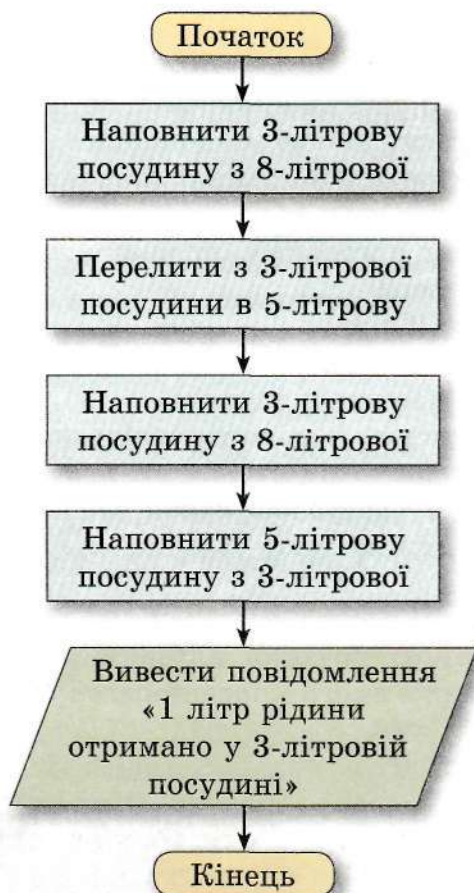 Початок
Наповнити 3-літрову
посудину з 8-літрової
Перелити з 3-літрової
посудини в 5-літрову
Наповнити 3-літрову
посудину з 8-літрової
Наповнити 5-літрову
посудину з 3-літрової
Вивести повідомлення
«1 літр рідини
отримано у 3-літровій
посудині»
Кінець